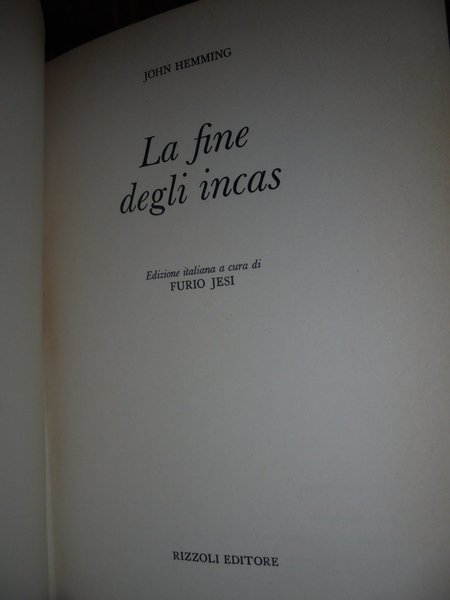 JOHN HEMMING
La fine
degli incas
Edizione italiana a cura di
FURIO JESI
RIZZOLI EDITORE